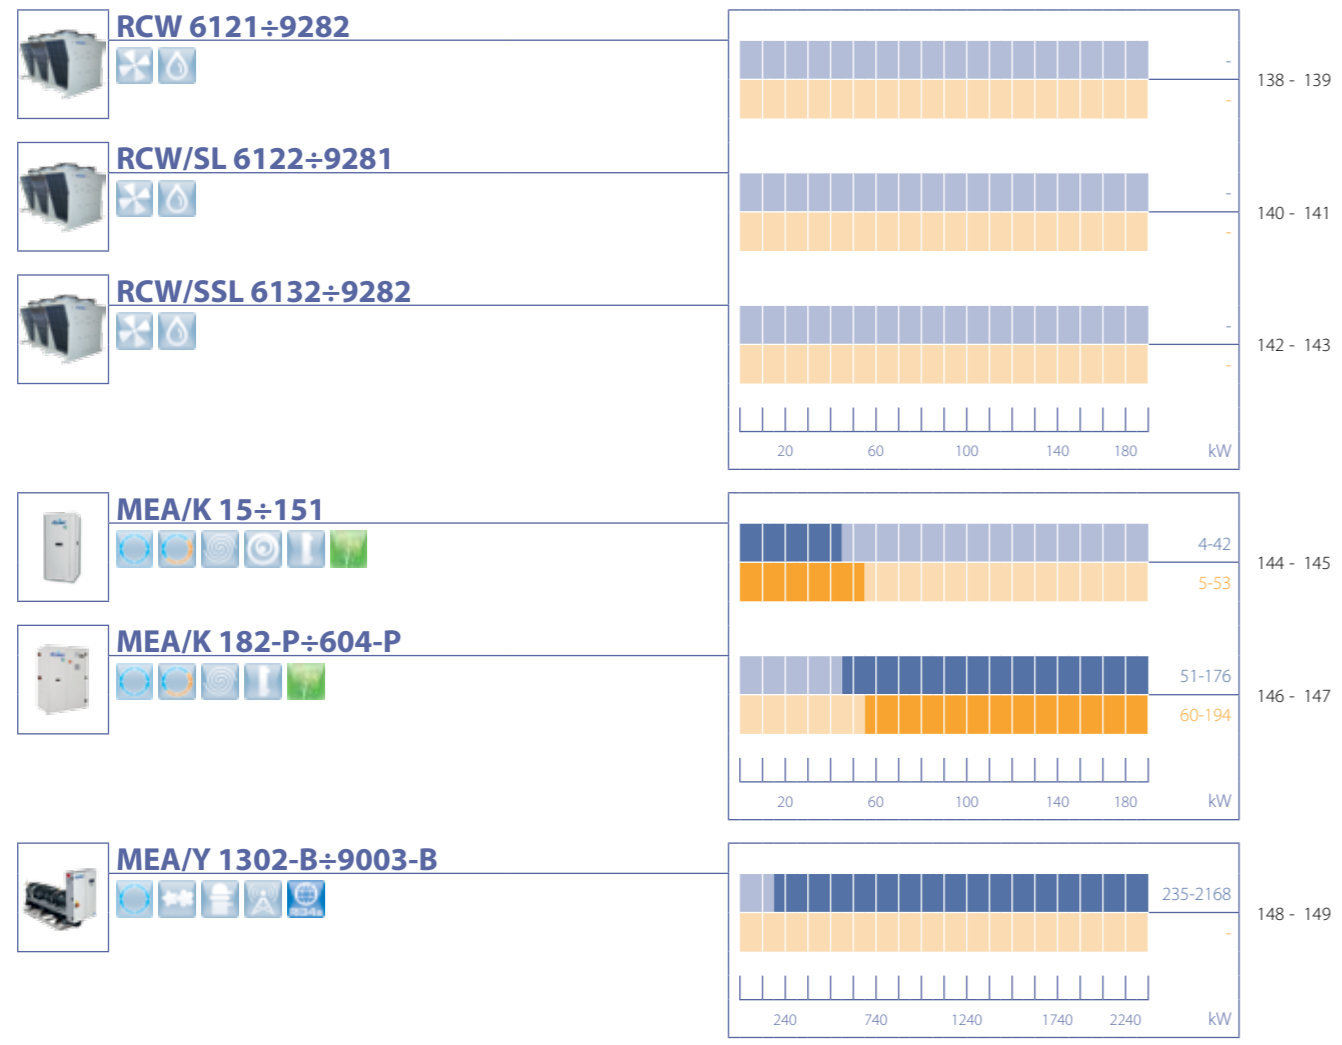 RCW 6121÷9282
-
-
138 - 139
RCW/SL 6122÷9281
-
-
140 - 141
RCW/SSL 6132÷9282
-
-
142 - 143
20 60 100 140 180 kW
MEA/K 15÷151
4-42
5-53
144 - 145
MEA/K 182-P÷604-P
51-176
60-194
146 - 147
20 60 100 140 180 kW
MEA/Y 1302-B÷9003-B
R134a
235-2168
-
148 - 149
240 740 1240 1740 2240 kW